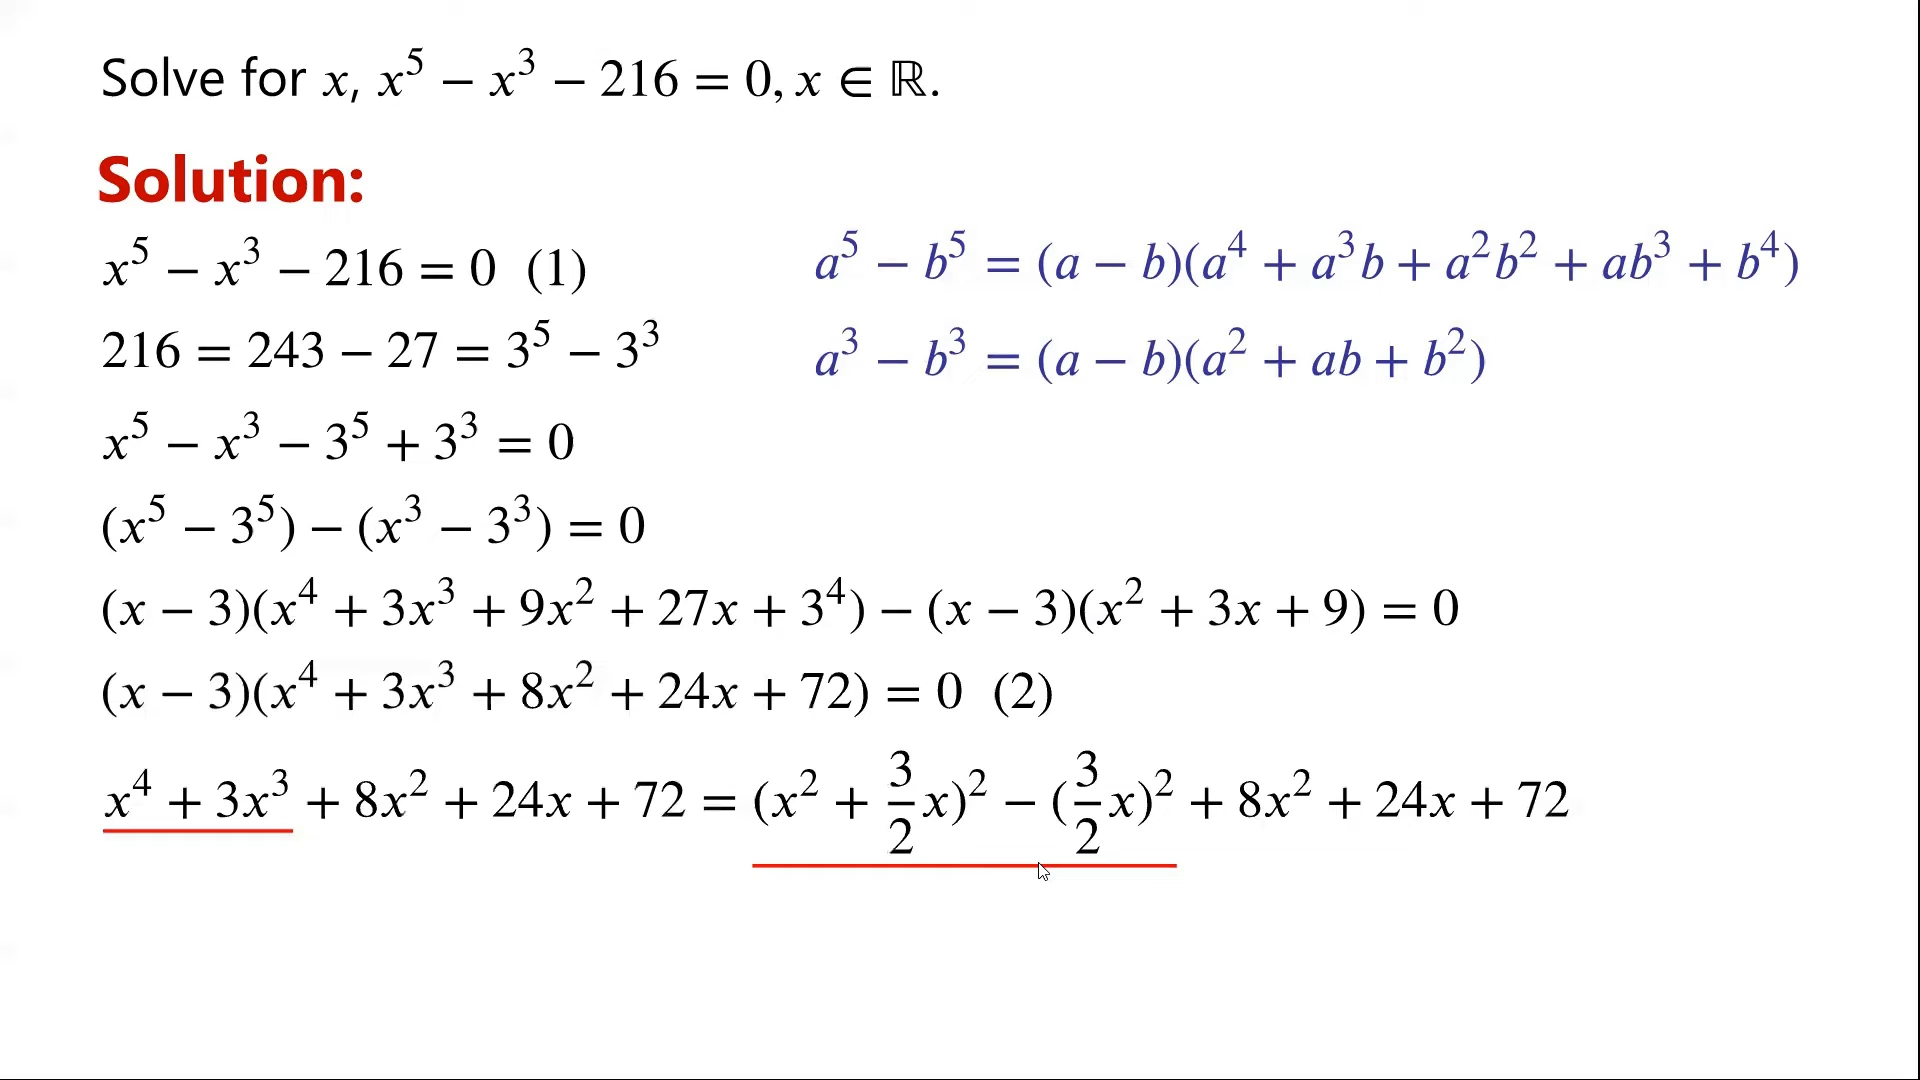 Solve for x, x⁵ − x³ − 216 = 0, x ∈ ℝ.
Solution:
x⁵ − x³ − 216 = 0 (1)
a⁵ − b⁵ = (a − b)(a⁴ + a³b + a²b² + ab³ + b⁴)
216 = 243 − 27 = 3⁵ − 3³
a³ − b³ = (a − b)(a² + ab + b²)
x⁵ − x³ − 3⁵ + 3³ = 0
(x⁵ − 3⁵) − (x³ − 3³) = 0
(x − 3)(x⁴ + 3x³ + 9x² + 27x + 3⁴) − (x − 3)(x² + 3x + 9) = 0
(x − 3)(x⁴ + 3x³ + 8x² + 24x + 72) = 0 (2)
x⁴ + 3x³ + 8x² + 24x + 72 = (x² + 3/2 x)² − (3/2 x)² + 8x² + 24x + 72